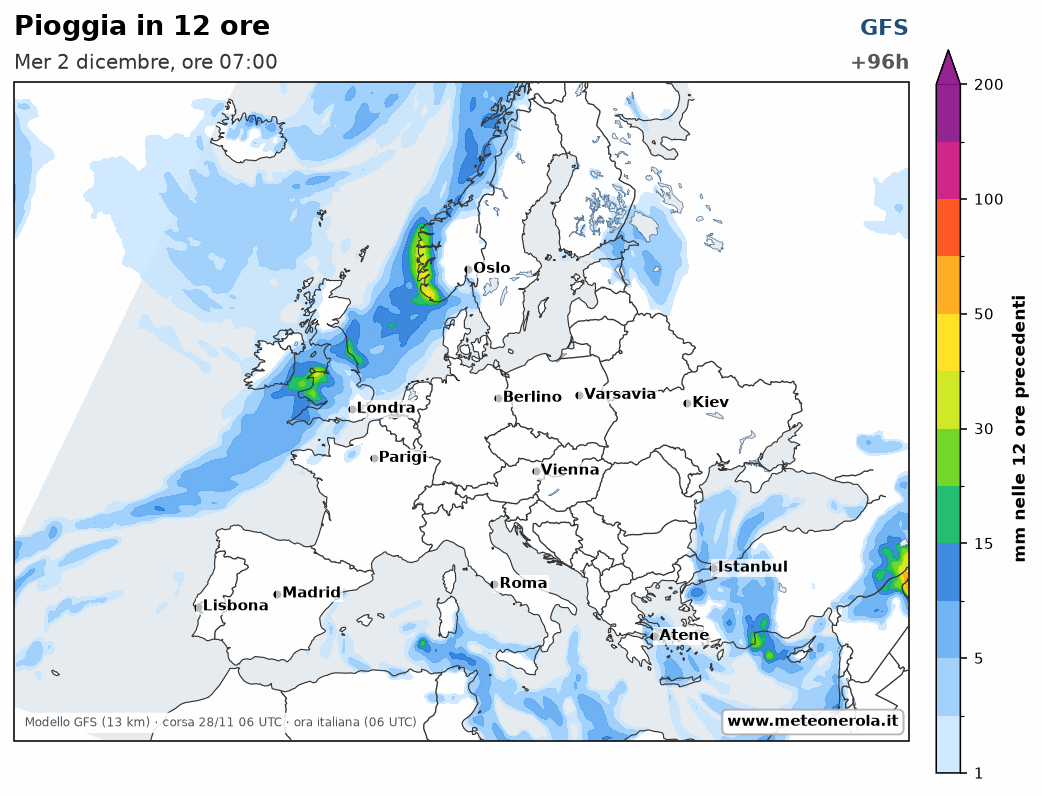 Pioggia in 12 ore
GFS
Mer 2 dicembre, ore 07:00
+96h
200
100
50
30
15
5
1
mm nelle 12 ore precedenti
Oslo
Londra
Berlino
Varsavia
Kiev
Parigi
Vienna
Istanbul
Roma
Madrid
Lisbona
Atene
Modello GFS (13 km) · corsa 28/11 06 UTC · ora italiana (06 UTC)
www.meteonerola.it